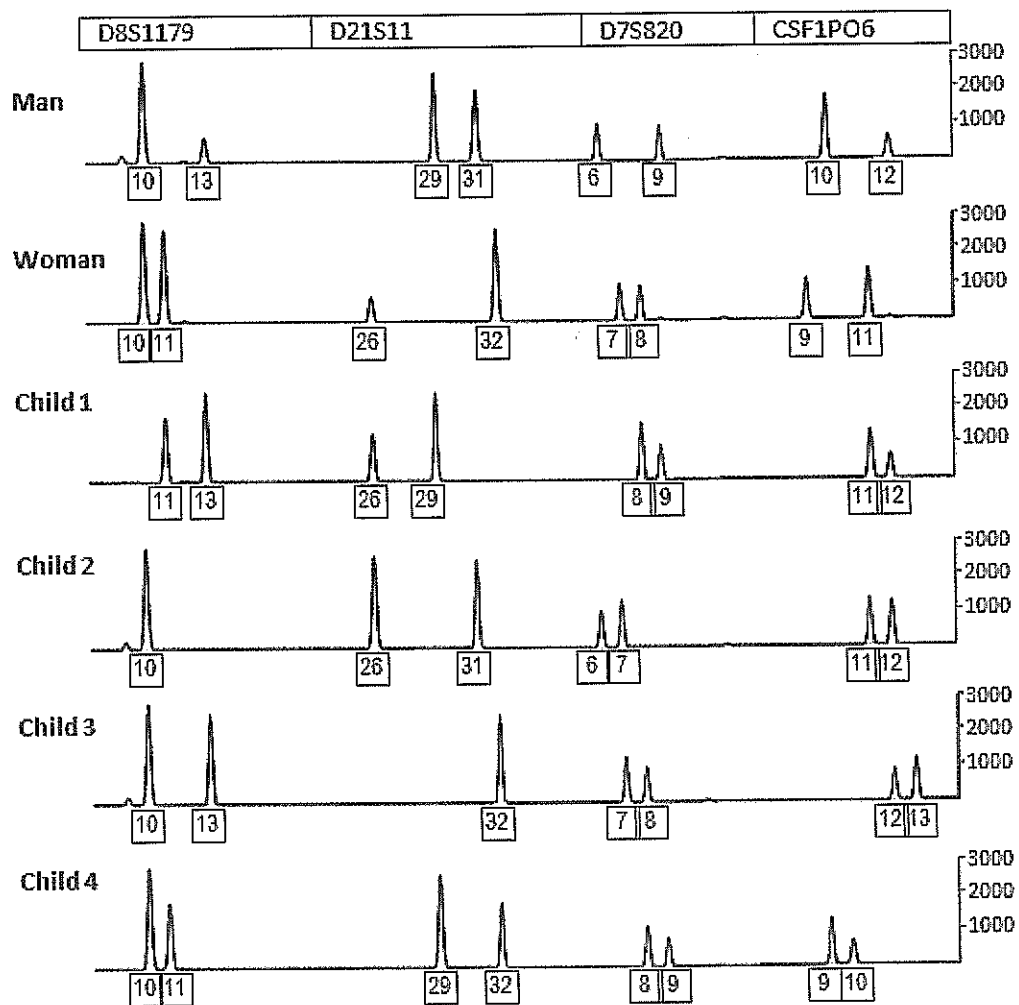 D8S1179 D21S11 D7S820 CSF1PO6
3000
Man 2000
1000
10 13 29 31 6 9 10 12
3000
Woman 2000
1000
10 11 26 32 7 8 9 11
3000
Child 1 2000
1000
11 13 26 29 8 9 11 12
3000
Child 2 2000
1000
10 26 31 6 7 11 12
3000
Child 3 2000
1000
10 13 32 7 8 12 13
3000
Child 4 2000
1000
10 11 29 32 8 9 9 10